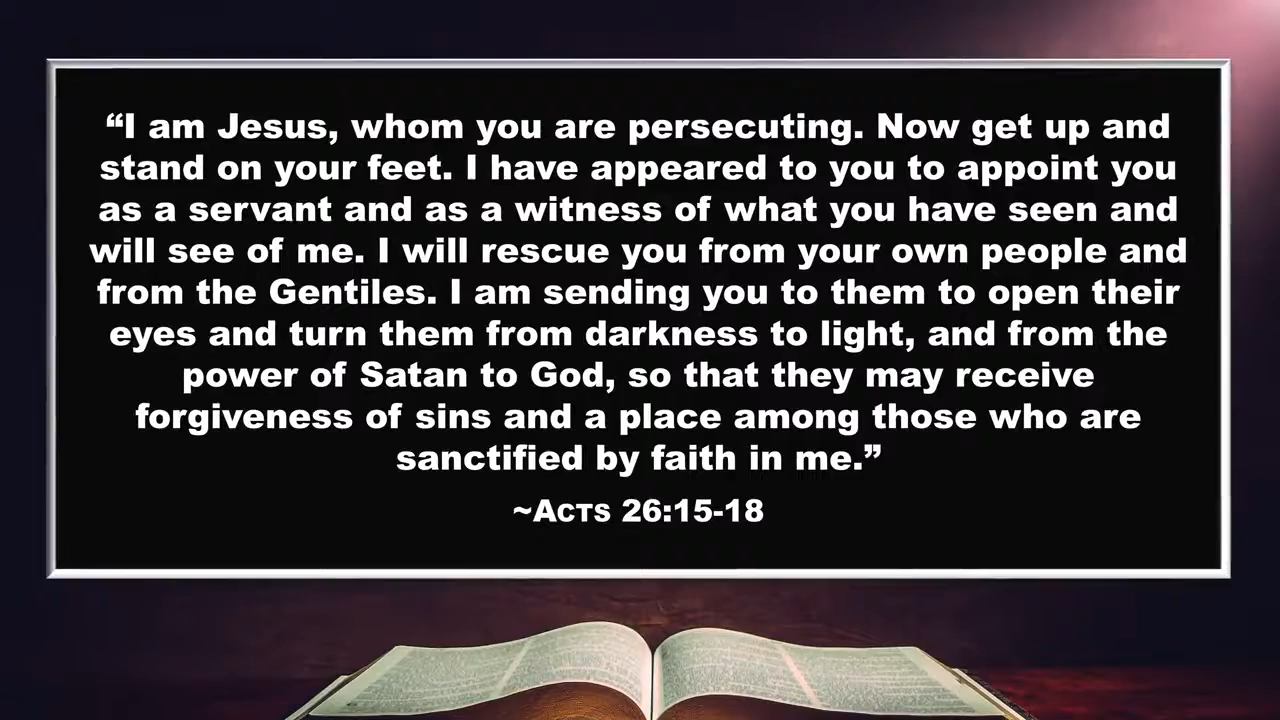 “I am Jesus, whom you are persecuting. Now get up and
stand on your feet. I have appeared to you to appoint you
as a servant and as a witness of what you have seen and
will see of me. I will rescue you from your own people and
from the Gentiles. I am sending you to them to open their
eyes and turn them from darkness to light, and from the
power of Satan to God, so that they may receive
forgiveness of sins and a place among those who are
sanctified by faith in me.”
~Acts 26:15-18